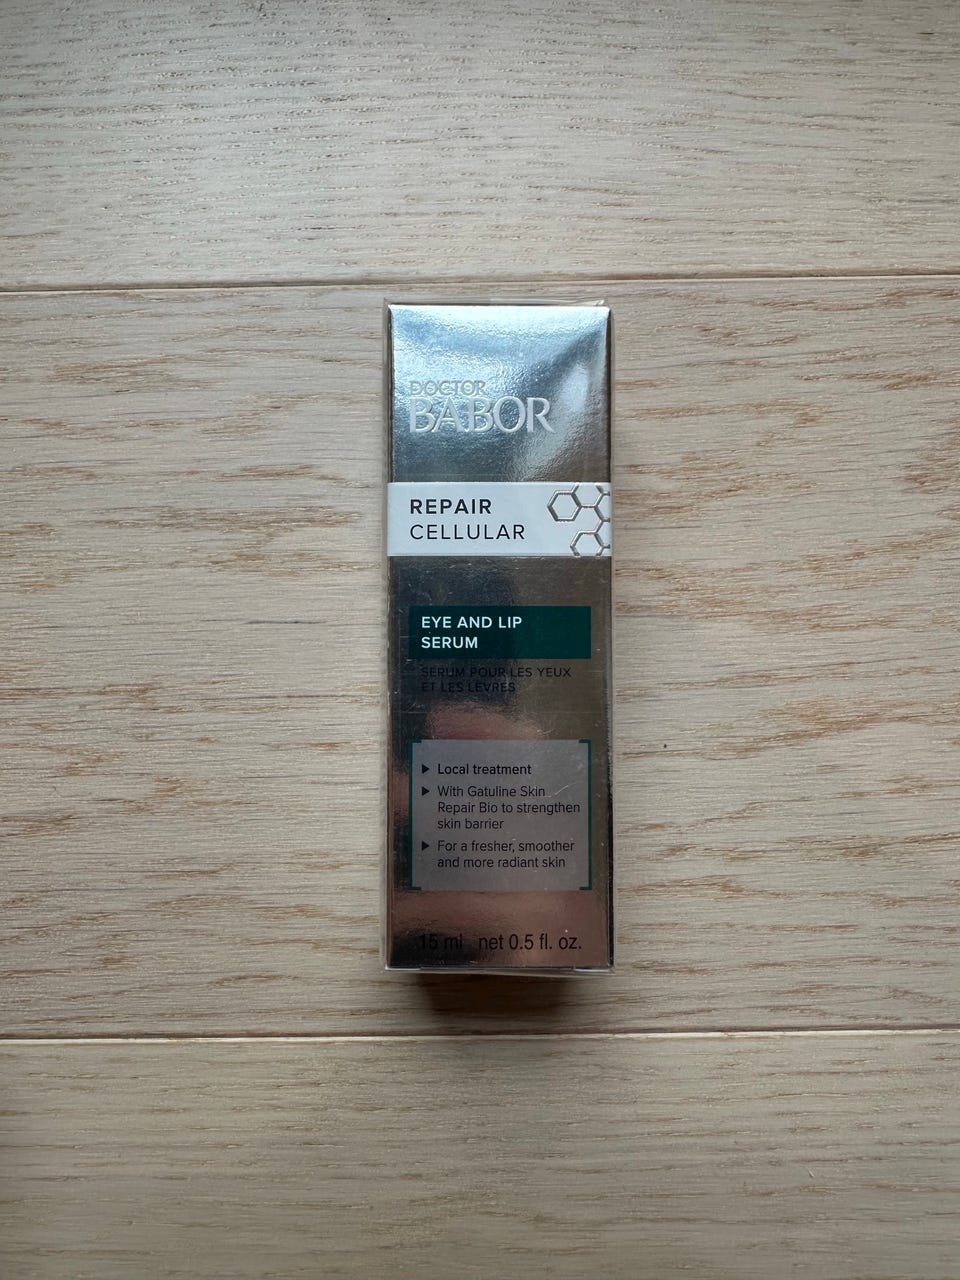 DOCTOR
BABOR
REPAIR
CELLULAR
EYE AND LIP
SERUM
SÉRUM POUR LES YEUX
ET LES LÈVRES
Local treatment
With Gatuline Skin
Repair Bio to strengthen
skin barrier
For a fresher, smoother
and more radiant skin
15 ml net 0.5 fl. oz.